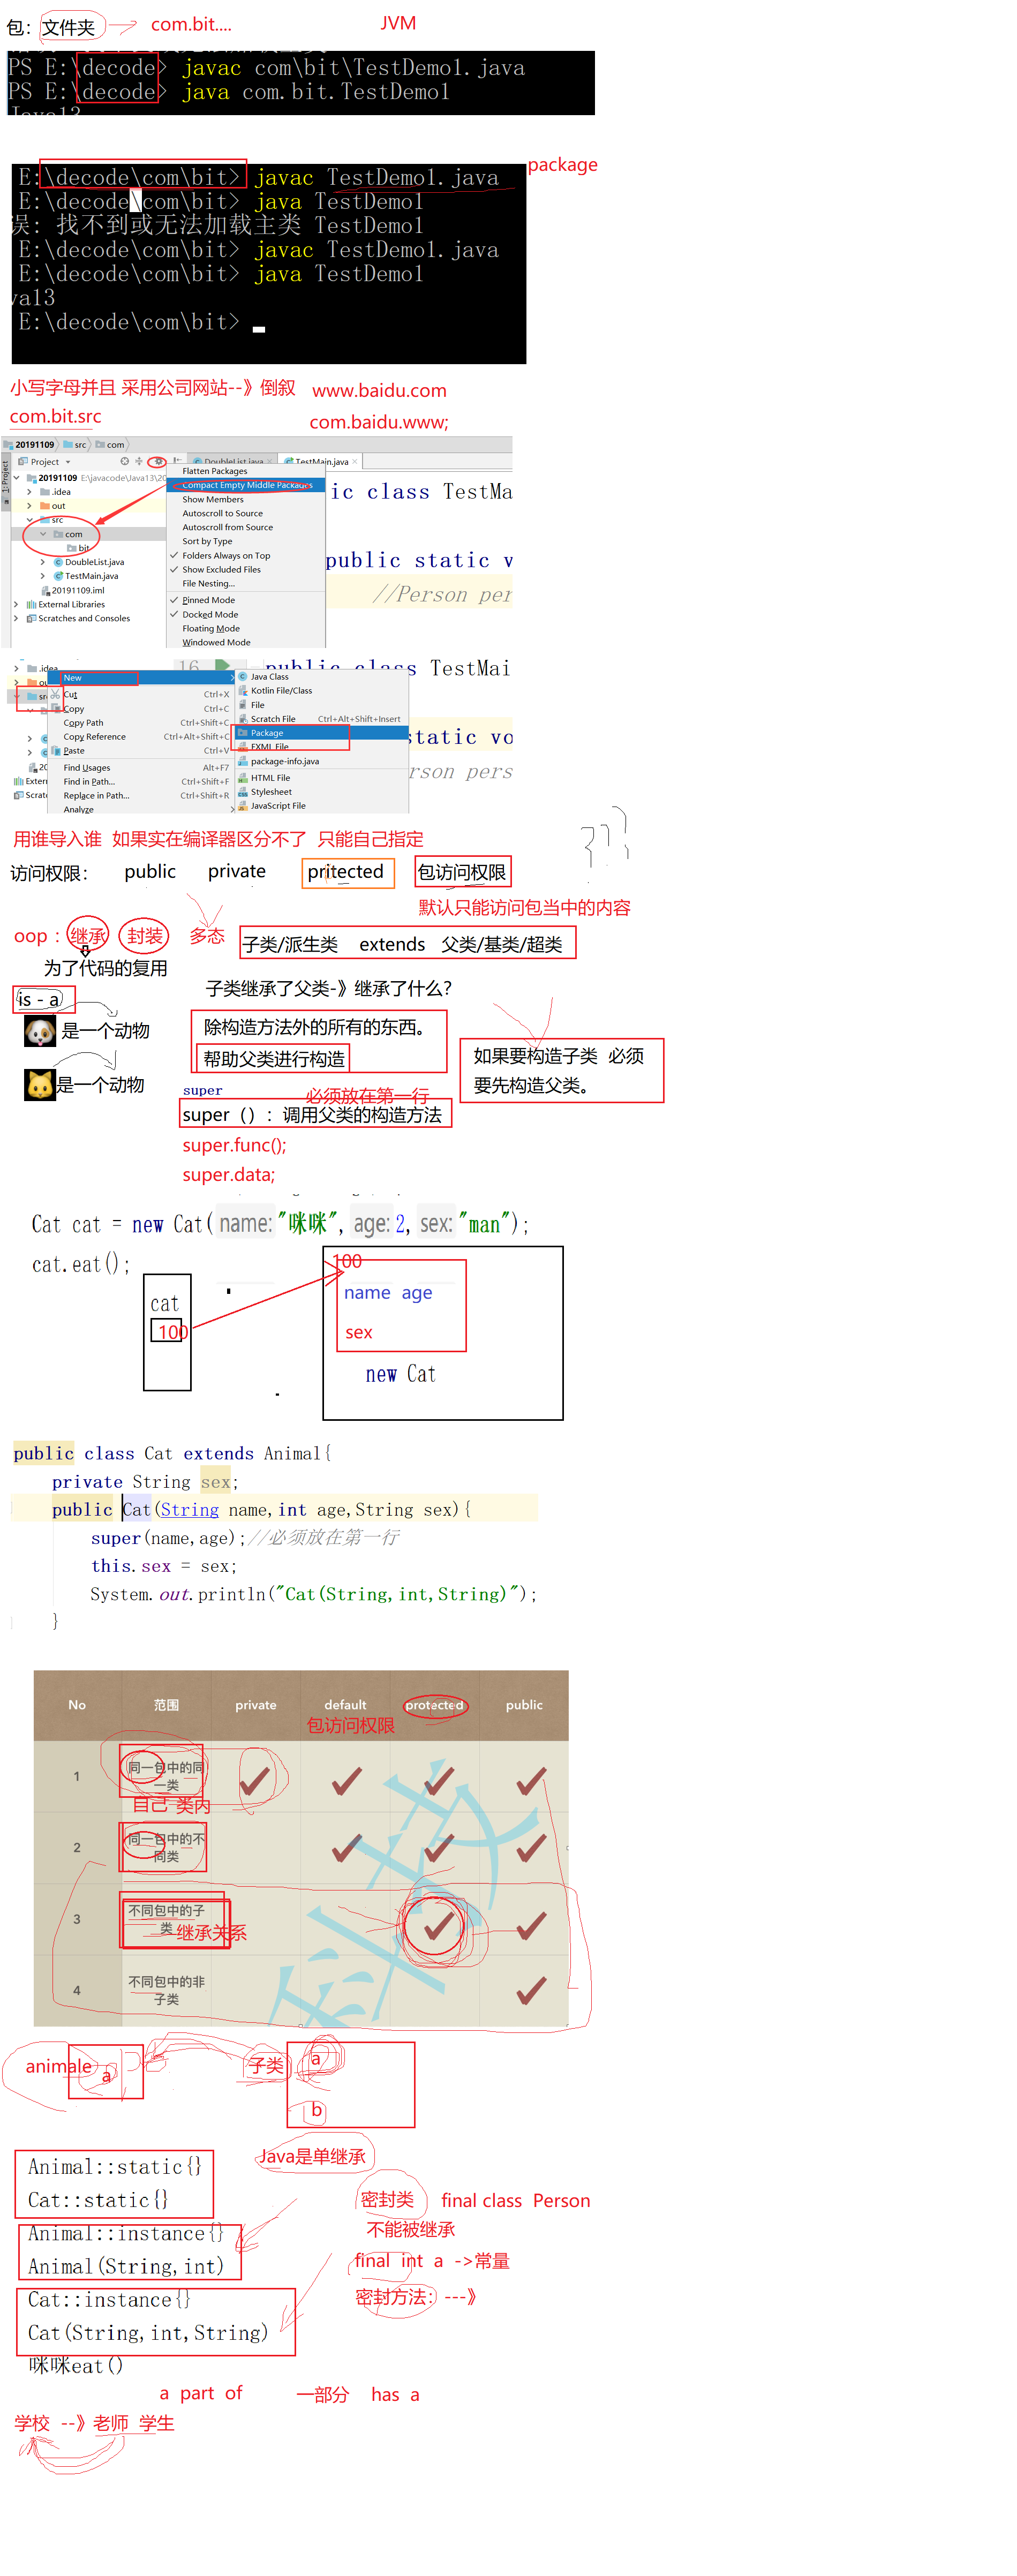 包：文件夹 com.bit.... JVM
PS E:\decode> javac com\bit\TestDemo1.java
PS E:\decode> java com.bit.TestDemo1
Java13
package
E:\decode\com\bit> javac TestDemo1.java
E:\decode\com\bit> java TestDemo1
误: 找不到或无法加载主类 TestDemo1
E:\decode\com\bit> javac TestDemo1.java
E:\decode\com\bit> java TestDemo1
va13
E:\decode\com\bit>
小写字母并且 采用公司网站--》倒叙 www.baidu.com
com.bit.src com.baidu.www;
20191109 src com
Project DoubleList.java TestMain.java
1: Project
20191109 E:\javacode\Java13\20
.idea
out
src
com
bit
DoubleList.java
TestMain.java
20191109.iml
External Libraries
Scratches and Consoles
Flatten Packages
Compact Empty Middle Packages
Show Members
Autoscroll to Source
Autoscroll from Source
Sort by Type
Folders Always on Top
Show Excluded Files
File Nesting...
Pinned Mode
Docked Mode
Floating Mode
Windowed Mode
ic class TestMa
public static v
//Person per
.idea
ou
src
20
Extern
Scratc
New
Cut Ctrl+X
Copy Ctrl+C
Copy Path Ctrl+Shift+C
Copy Reference Ctrl+Alt+Shift+C
Paste Ctrl+V
Find Usages Alt+F7
Find in Path... Ctrl+Shift+F
Replace in Path... Ctrl+Shift+R
Analyze
Java Class
Kotlin File/Class
File
Scratch File Ctrl+Alt+Shift+Insert
Package
FXML File
package-info.java
HTML File
Stylesheet
JavaScript File
16 public class TestMai
static vo
rson pers
用谁导入谁 如果实在编译器区分不了 只能自己指定
访问权限： public private pritected 包访问权限
默认只能访问包当中的内容
oop：继承 封装 多态 子类/派生类 extends 父类/基类/超类
为了代码的复用
is - a 子类继承了父类-》继承了什么？
是一个动物 除构造方法外的所有的东西。
帮助父类进行构造 如果要构造子类 必须
要先构造父类。
是一个动物
super 必须放在第一行
super（）：调用父类的构造方法
super.func();
super.data;
Cat cat = new Cat( name: "咪咪", age: 2, sex: "man");
cat.eat();
100
name age
cat
100 sex
new Cat
public class Cat extends Animal{
private String sex;
public Cat(String name,int age,String sex){
super(name,age);//必须放在第一行
this.sex = sex;
System.out.println("Cat(String,int,String)");
}
No 范围 private default protected public
包访问权限
1 同一包中的同一类
自己 类内
2 同一包中的不同类
3 不同包中的子类
继承关系
4 不同包中的非子类
科技
animale a 子类 a
b
Java是单继承
Animal::static{}
Cat::static{} 密封类 final class Person
Animal::instance{} 不能被继承
Animal(String,int) final int a ->常量
Cat::instance{} 密封方法：---》
Cat(String,int,String)
咪咪eat()
a part of 一部分 has a
学校 --》老师 学生